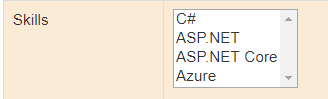 Skills
C#
ASP.NET
ASP.NET Core
Azure